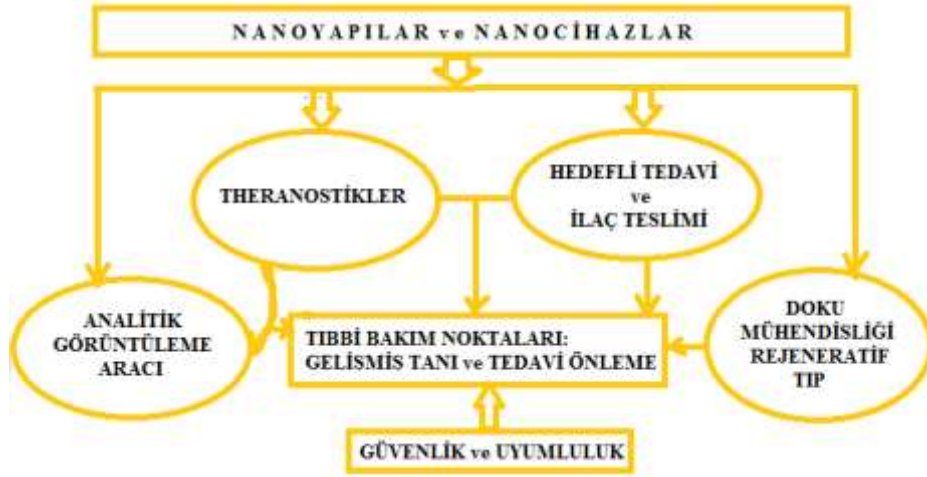 NANOYAPILAR ve NANOCİHAZLAR
THERANOSTİKLER
HEDEFLİ TEDAVİ
ve
İLAÇ TESLİMİ
ANALİTİK
GÖRÜNTÜLEME
ARACI
TIBBİ BAKIM NOKTALARI:
GELİSMİS TANI ve TEDAVİ ÖNLEME
DOKU
MÜHENDİSLİĞİ
REJENERATİF
TIP
GÜVENLİK ve UYUMLULUK